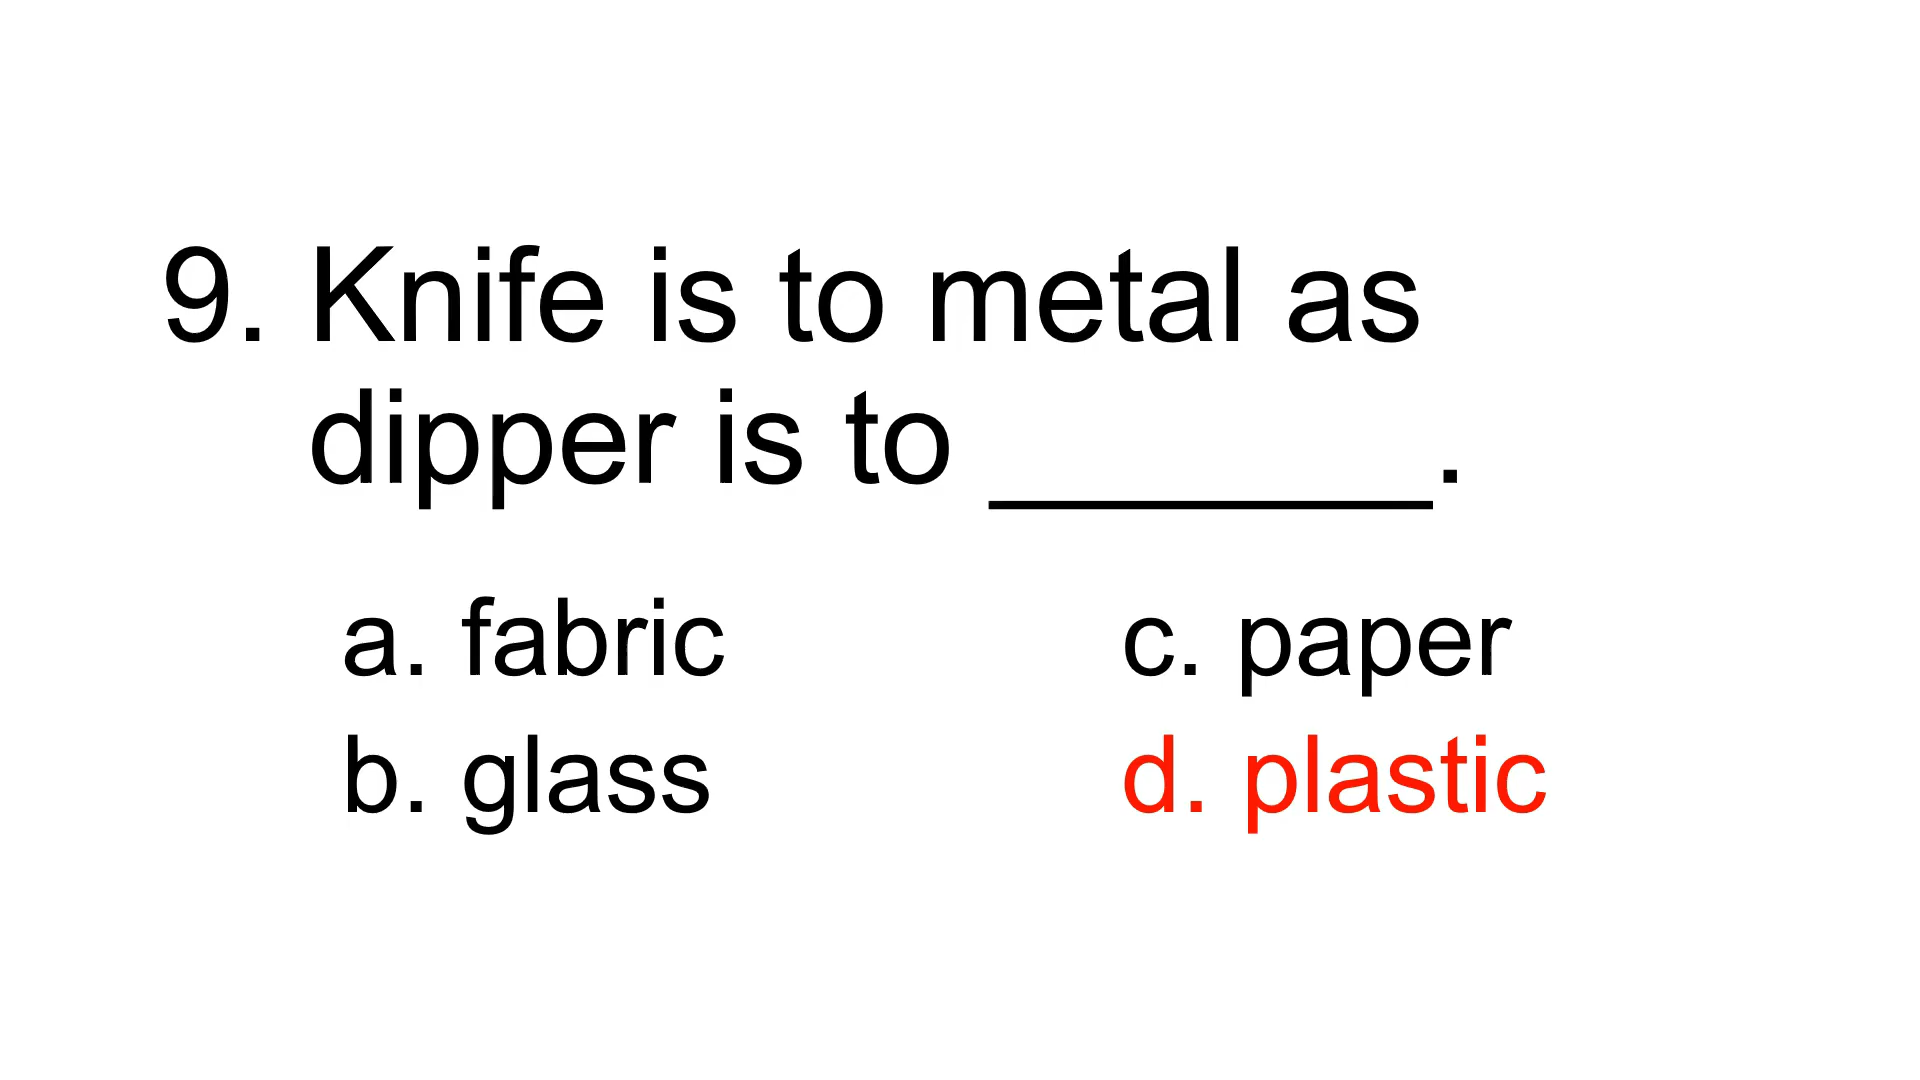 9. Knife is to metal as
dipper is to ________.
a. fabric
c. paper
b. glass
d. plastic